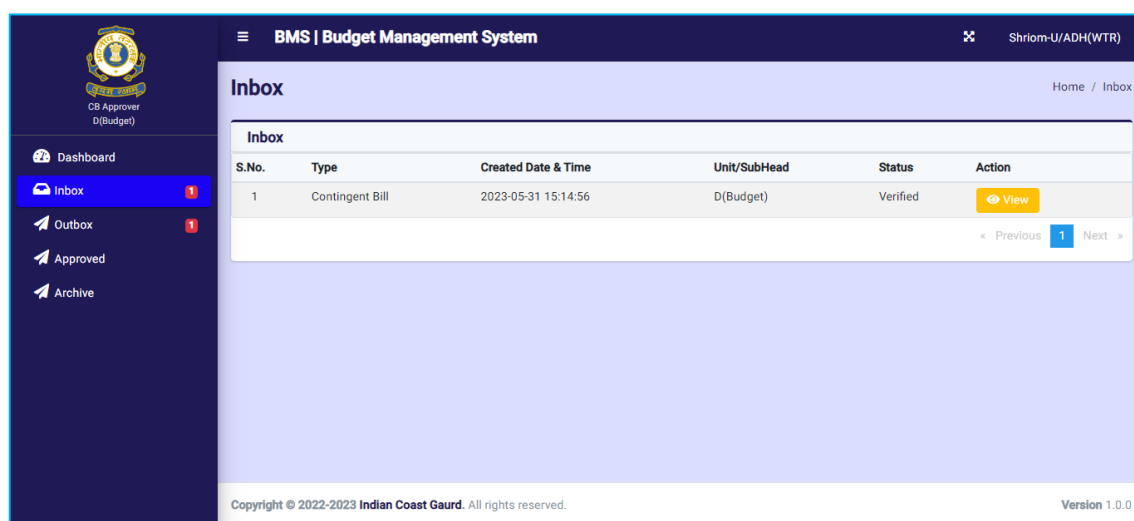 CB Approver
D(Budget)
Dashboard
Inbox 1
Outbox 1
Approved
Archive
BMS | Budget Management System
Shriom-U/ADH(WTR)
Inbox
Home / Inbox
Inbox
S.No. Type Created Date & Time Unit/SubHead Status Action
1 Contingent Bill 2023-05-31 15:14:56 D(Budget) Verified View
« Previous 1 Next »
Copyright © 2022-2023 Indian Coast Gaurd. All rights reserved.
Version 1.0.0